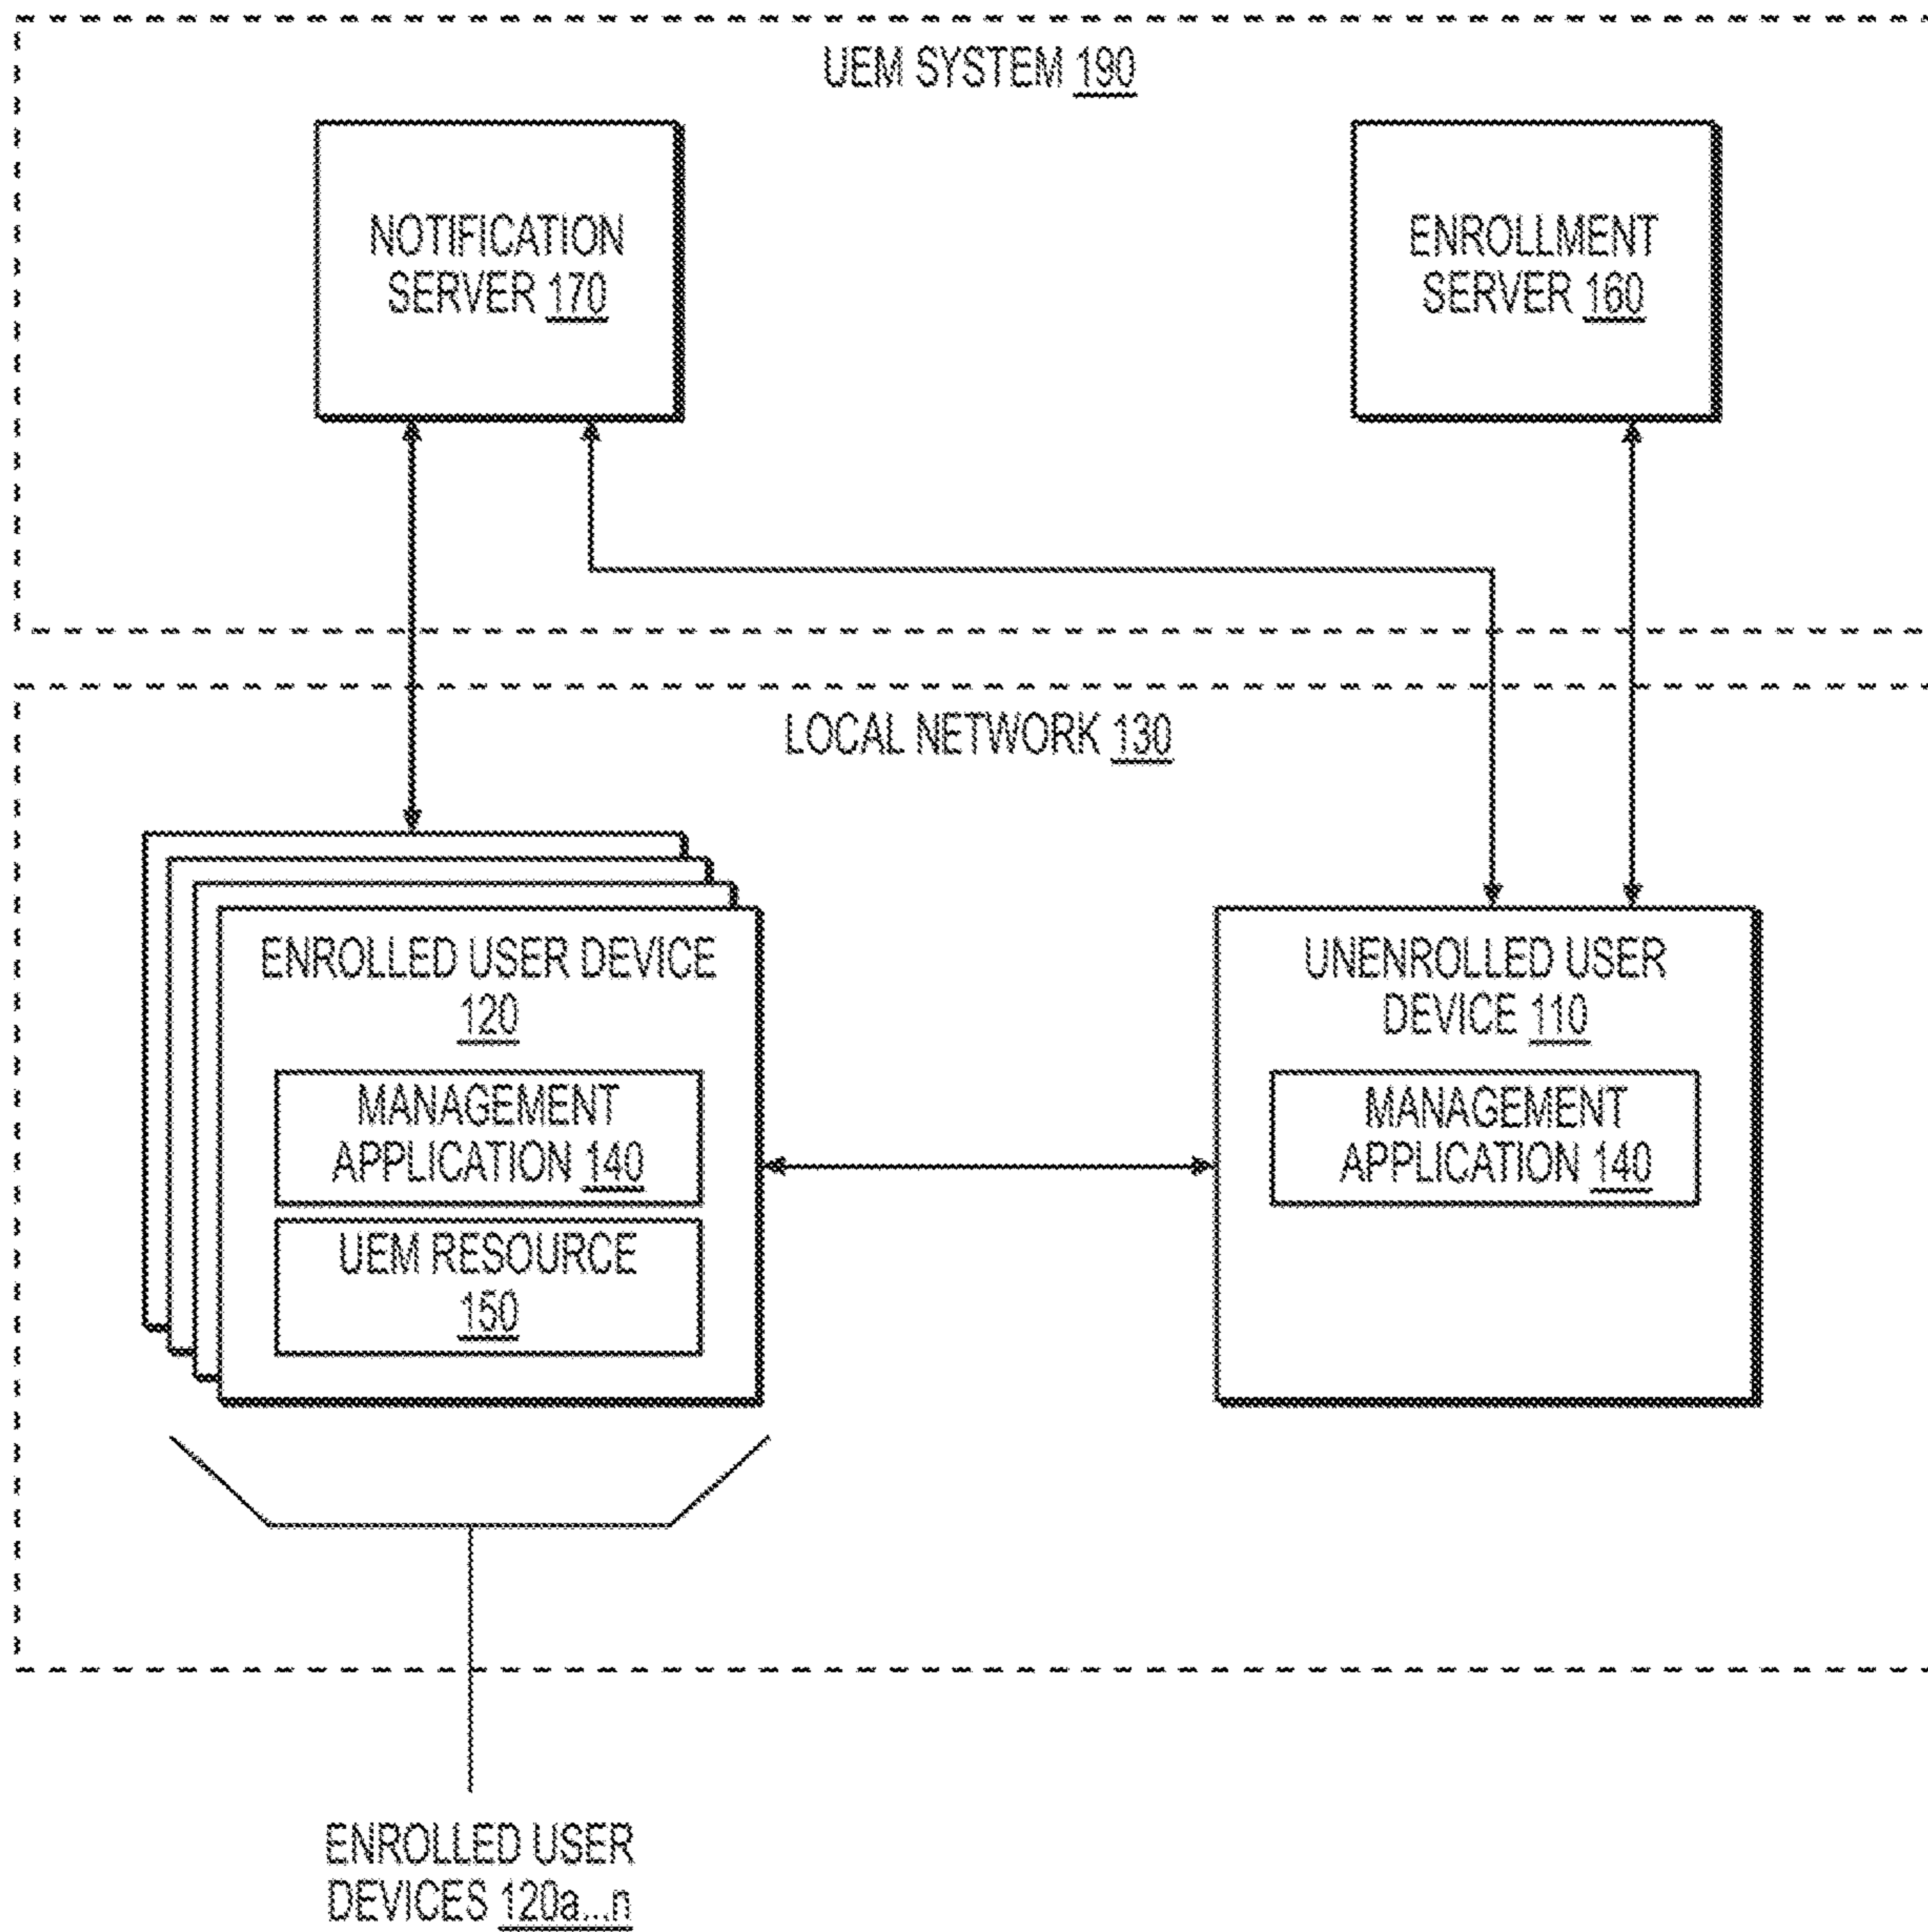 UEM SYSTEM 190
NOTIFICATION
SERVER 170
ENROLLMENT
SERVER 160
LOCAL NETWORK 130
ENROLLED USER DEVICE
120
MANAGEMENT
APPLICATION 140
UEM RESOURCE
150
UNENROLLED USER
DEVICE 110
MANAGEMENT
APPLICATION 140
ENROLLED USER
DEVICES 120a...n